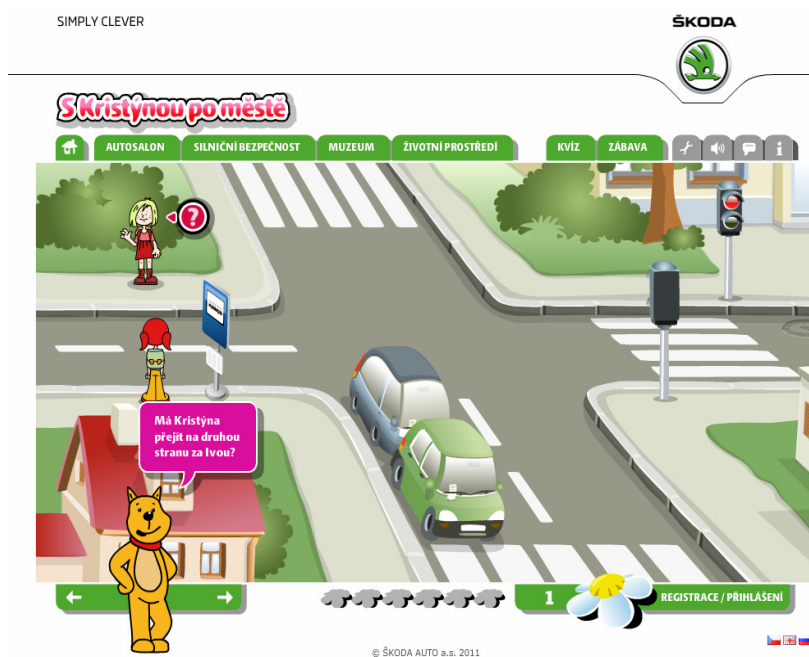 SIMPLY CLEVER
ŠKODA
S Kristýnou po městě
AUTOSALON
SILNIČNÍ BEZPEČNOST
MUZEUM
ŽIVOTNÍ PROSTŘEDÍ
KVÍZ
ZÁBAVA
i
?
Má Kristýna
přejít na druhou
stranu za Ivou?
1
REGISTRACE / PŘIHLÁŠENÍ
© ŠKODA AUTO a.s. 2011